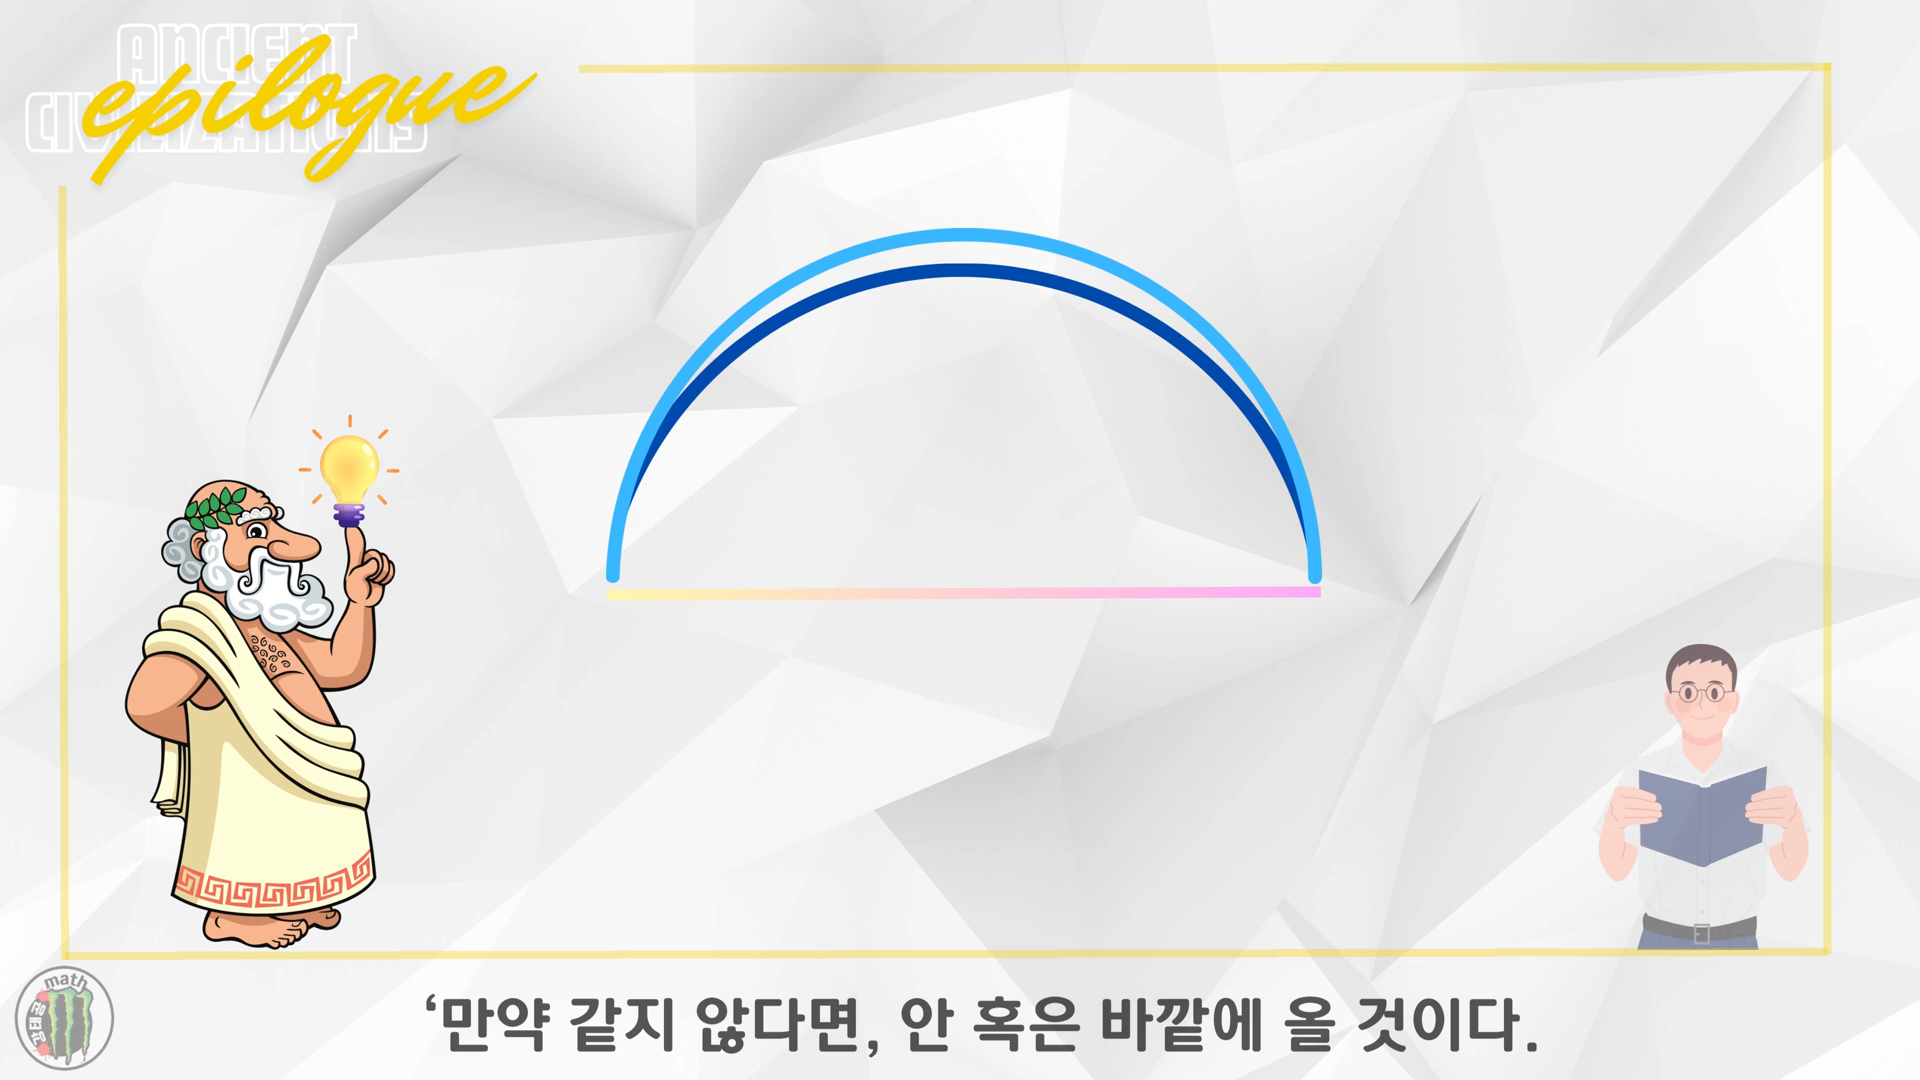 ANCIENT
CIVILIZATIONS
epilogue
math
‘만약 같지 않다면, 안 혹은 바깥에 올 것이다.